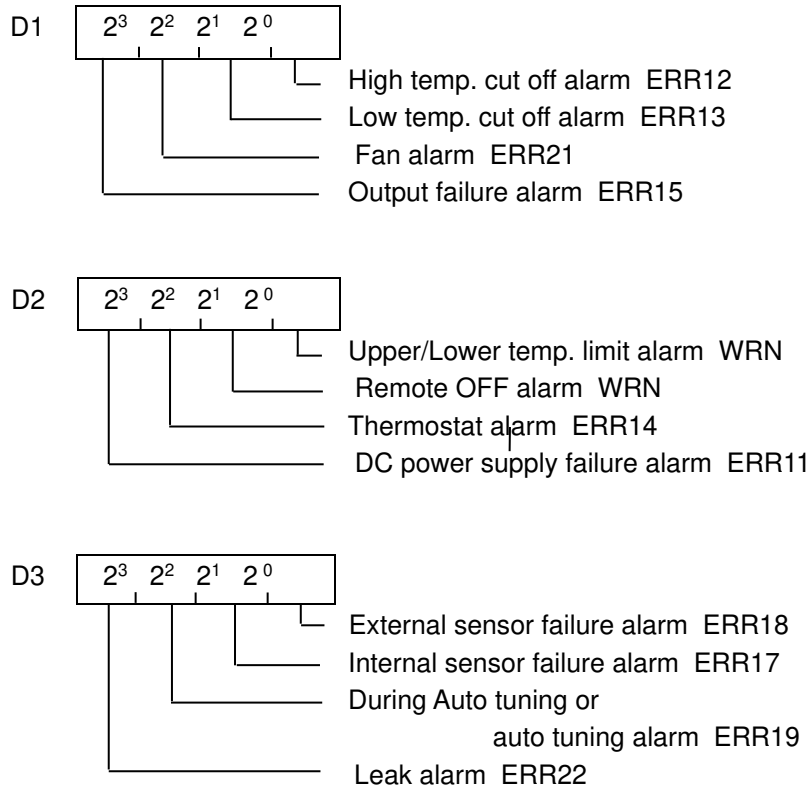 D1 2³ 2² 2¹ 2⁰
High temp. cut off alarm ERR12
Low temp. cut off alarm ERR13
Fan alarm ERR21
Output failure alarm ERR15
D2 2³ 2² 2¹ 2⁰
Upper/Lower temp. limit alarm WRN
Remote OFF alarm WRN
Thermostat alarm ERR14
DC power supply failure alarm ERR11
D3 2³ 2² 2¹ 2⁰
External sensor failure alarm ERR18
Internal sensor failure alarm ERR17
During Auto tuning or
auto tuning alarm ERR19
Leak alarm ERR22